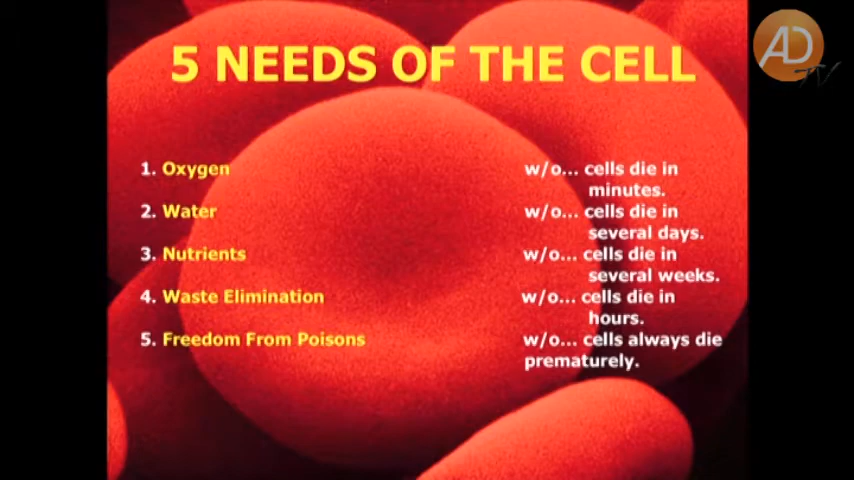 AD
TV
5 NEEDS OF THE CELL
1. Oxygen w/o... cells die in
minutes.
2. Water w/o... cells die in
several days.
3. Nutrients w/o... cells die in
several weeks.
4. Waste Elimination w/o... cells die in
hours.
5. Freedom From Poisons w/o... cells always die
prematurely.